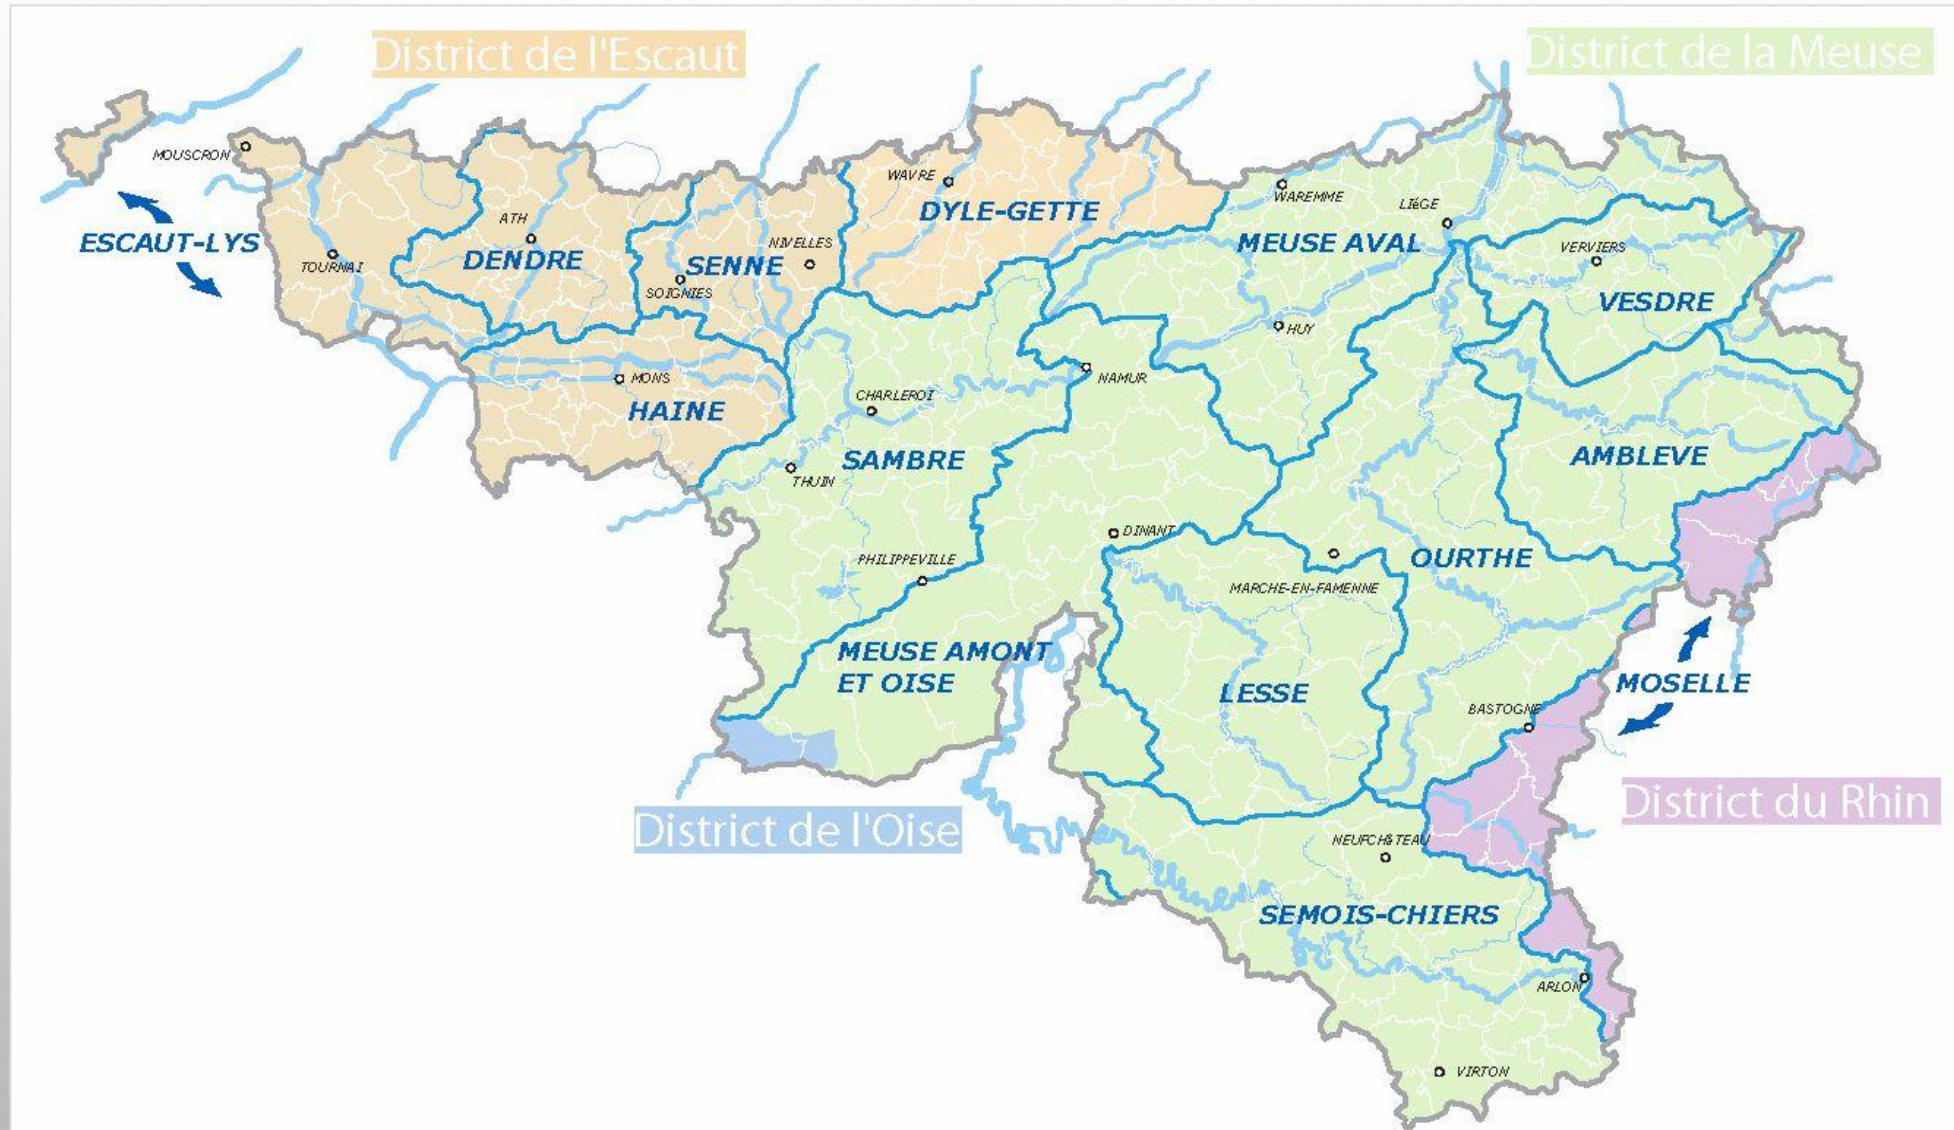 District de l'Escaut
District de la Meuse
MOUSCRON
ESCAUT-LYS
TOURNAI
ATH
DENDRE
SENNE
NIVELLES
SOIGNIES
WAVRE
DYLE-GETTE
WAREMME
LIéGE
MEUSE AVAL
VERVIERS
VESDRE
HUY
MONS
HAINE
NAMUR
CHARLEROI
SAMBRE
THUIN
AMBLEVE
DINANT
PHILIPPEVILLE
OURTHE
MARCHE-EN-FAMENNE
MEUSE AMONT
ET OISE
LESSE
MOSELLE
BASTOGNE
District de l'Oise
District du Rhin
NEUFCHâTEAU
SEMOIS-CHIERS
ARLON
VIRTON